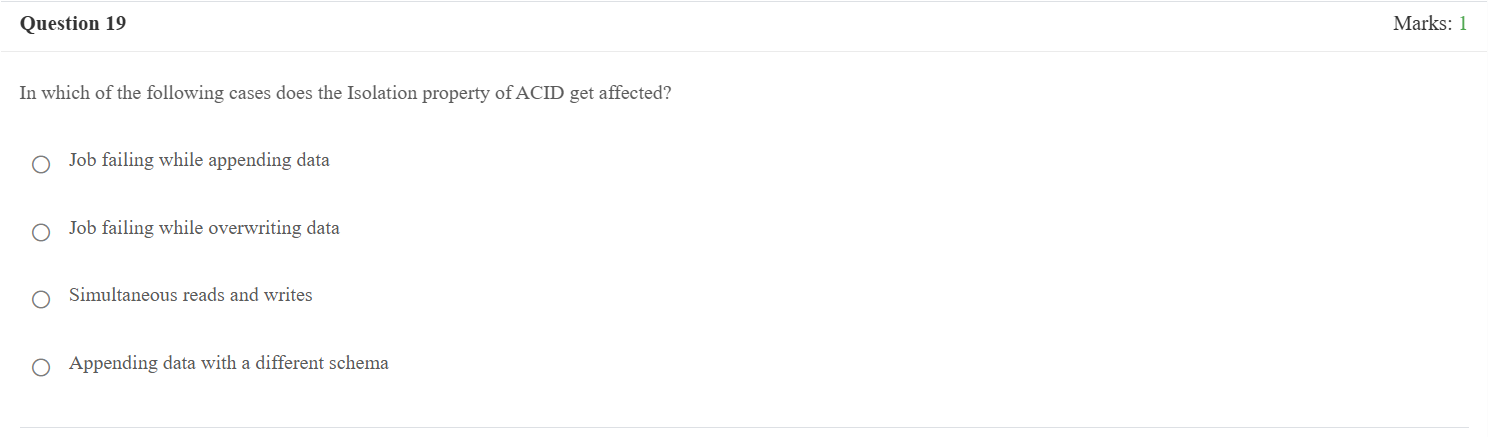 Question 19
Marks: 1
In which of the following cases does the Isolation property of ACID get affected?
Job failing while appending data
Job failing while overwriting data
Simultaneous reads and writes
Appending data with a different schema